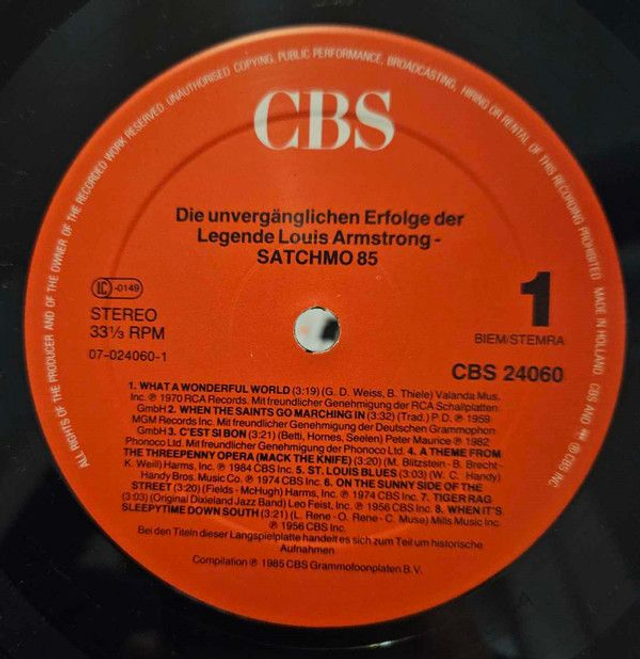 ALL RIGHTS OF THE PRODUCER AND OF THE OWNER OF THE RECORDED WORK RESERVED. UNAUTHORISED COPYING, PUBLIC PERFORMANCE, BROADCASTING, HIRING OR RENTAL OF THIS RECORDING PROHIBITED MADE IN HOLLAND CBS AND ℗ CBS INC
CBS
Die unvergänglichen Erfolge der
Legende Louis Armstrong -
SATCHMO 85
LC -0149
STEREO
33⅓ RPM
07-024060-1
1
BIEM/STEMRA
CBS 24060
1. WHAT A WONDERFUL WORLD (3:19) (G. D. Weiss, B. Thiele) Valanda Mus.
Inc. ℗ 1970 RCA Records. Mit freundlicher Genehmigung der RCA Schallplatten
GmbH 2. WHEN THE SAINTS GO MARCHING IN (3:32) (Trad.) P. D. ℗ 1959
MGM Records Inc. Mit freundlicher Genehmigung der Deutschen Grammophon
GmbH 3. C'EST SI BON (3:21) (Betti, Hornes, Seelen) Peter Maurice ℗ 1982
Phonoco Ltd. Mit freundlicher Genehmigung der Phonoco Ltd. 4. A THEME FROM
THE THREEPENNY OPERA (MACK THE KNIFE) (3:20) (M. Blitzstein - B. Brecht-
K. Weill) Harms, Inc. ℗ 1984 CBS Inc. 5. ST. LOUIS BLUES (3:03) (W. C. Handy)
Handy Bros. Music Co. ℗ 1974 CBS Inc. 6. ON THE SUNNY SIDE OF THE
STREET (3:20) (Fields - McHugh) Harms, Inc. ℗ 1974 CBS Inc. 7. TIGER RAG
(3:03) (Original Dixieland Jazz Band) Leo Feist, Inc. ℗ 1956 CBS Inc. 8. WHEN IT'S
SLEEPYTIME DOWN SOUTH (3:21) (L. Rene - O. Rene - C. Muse) Mills Music Inc.
℗ 1956 CBS Inc.
Bei den Titeln dieser Langspielplatte handelt es sich zum Teil um historische
Aufnahmen
Compilation ℗ 1985 CBS Grammofoonplaten B.V.